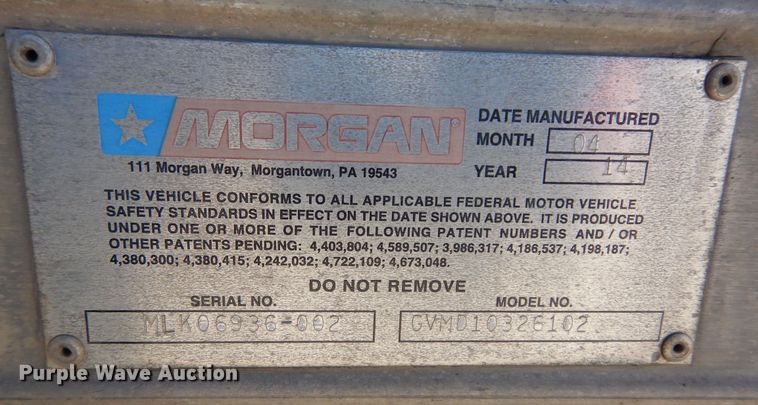 MORGAN®
111 Morgan Way, Morgantown, PA 19543
DATE MANUFACTURED
MONTH 04
YEAR 14
THIS VEHICLE CONFORMS TO ALL APPLICABLE FEDERAL MOTOR VEHICLE
SAFETY STANDARDS IN EFFECT ON THE DATE SHOWN ABOVE. IT IS PRODUCED
UNDER ONE OR MORE OF THE FOLLOWING PATENT NUMBERS AND / OR
OTHER PATENTS PENDING: 4,403,804; 4,589,507; 3,986,317; 4,186,537; 4,198,187;
4,380,300; 4,380,415; 4,242,032; 4,722,109; 4,673,048.
DO NOT REMOVE
SERIAL NO. MODEL NO.
MLK06936-002 GVMD10326102
Purple Wave Auction